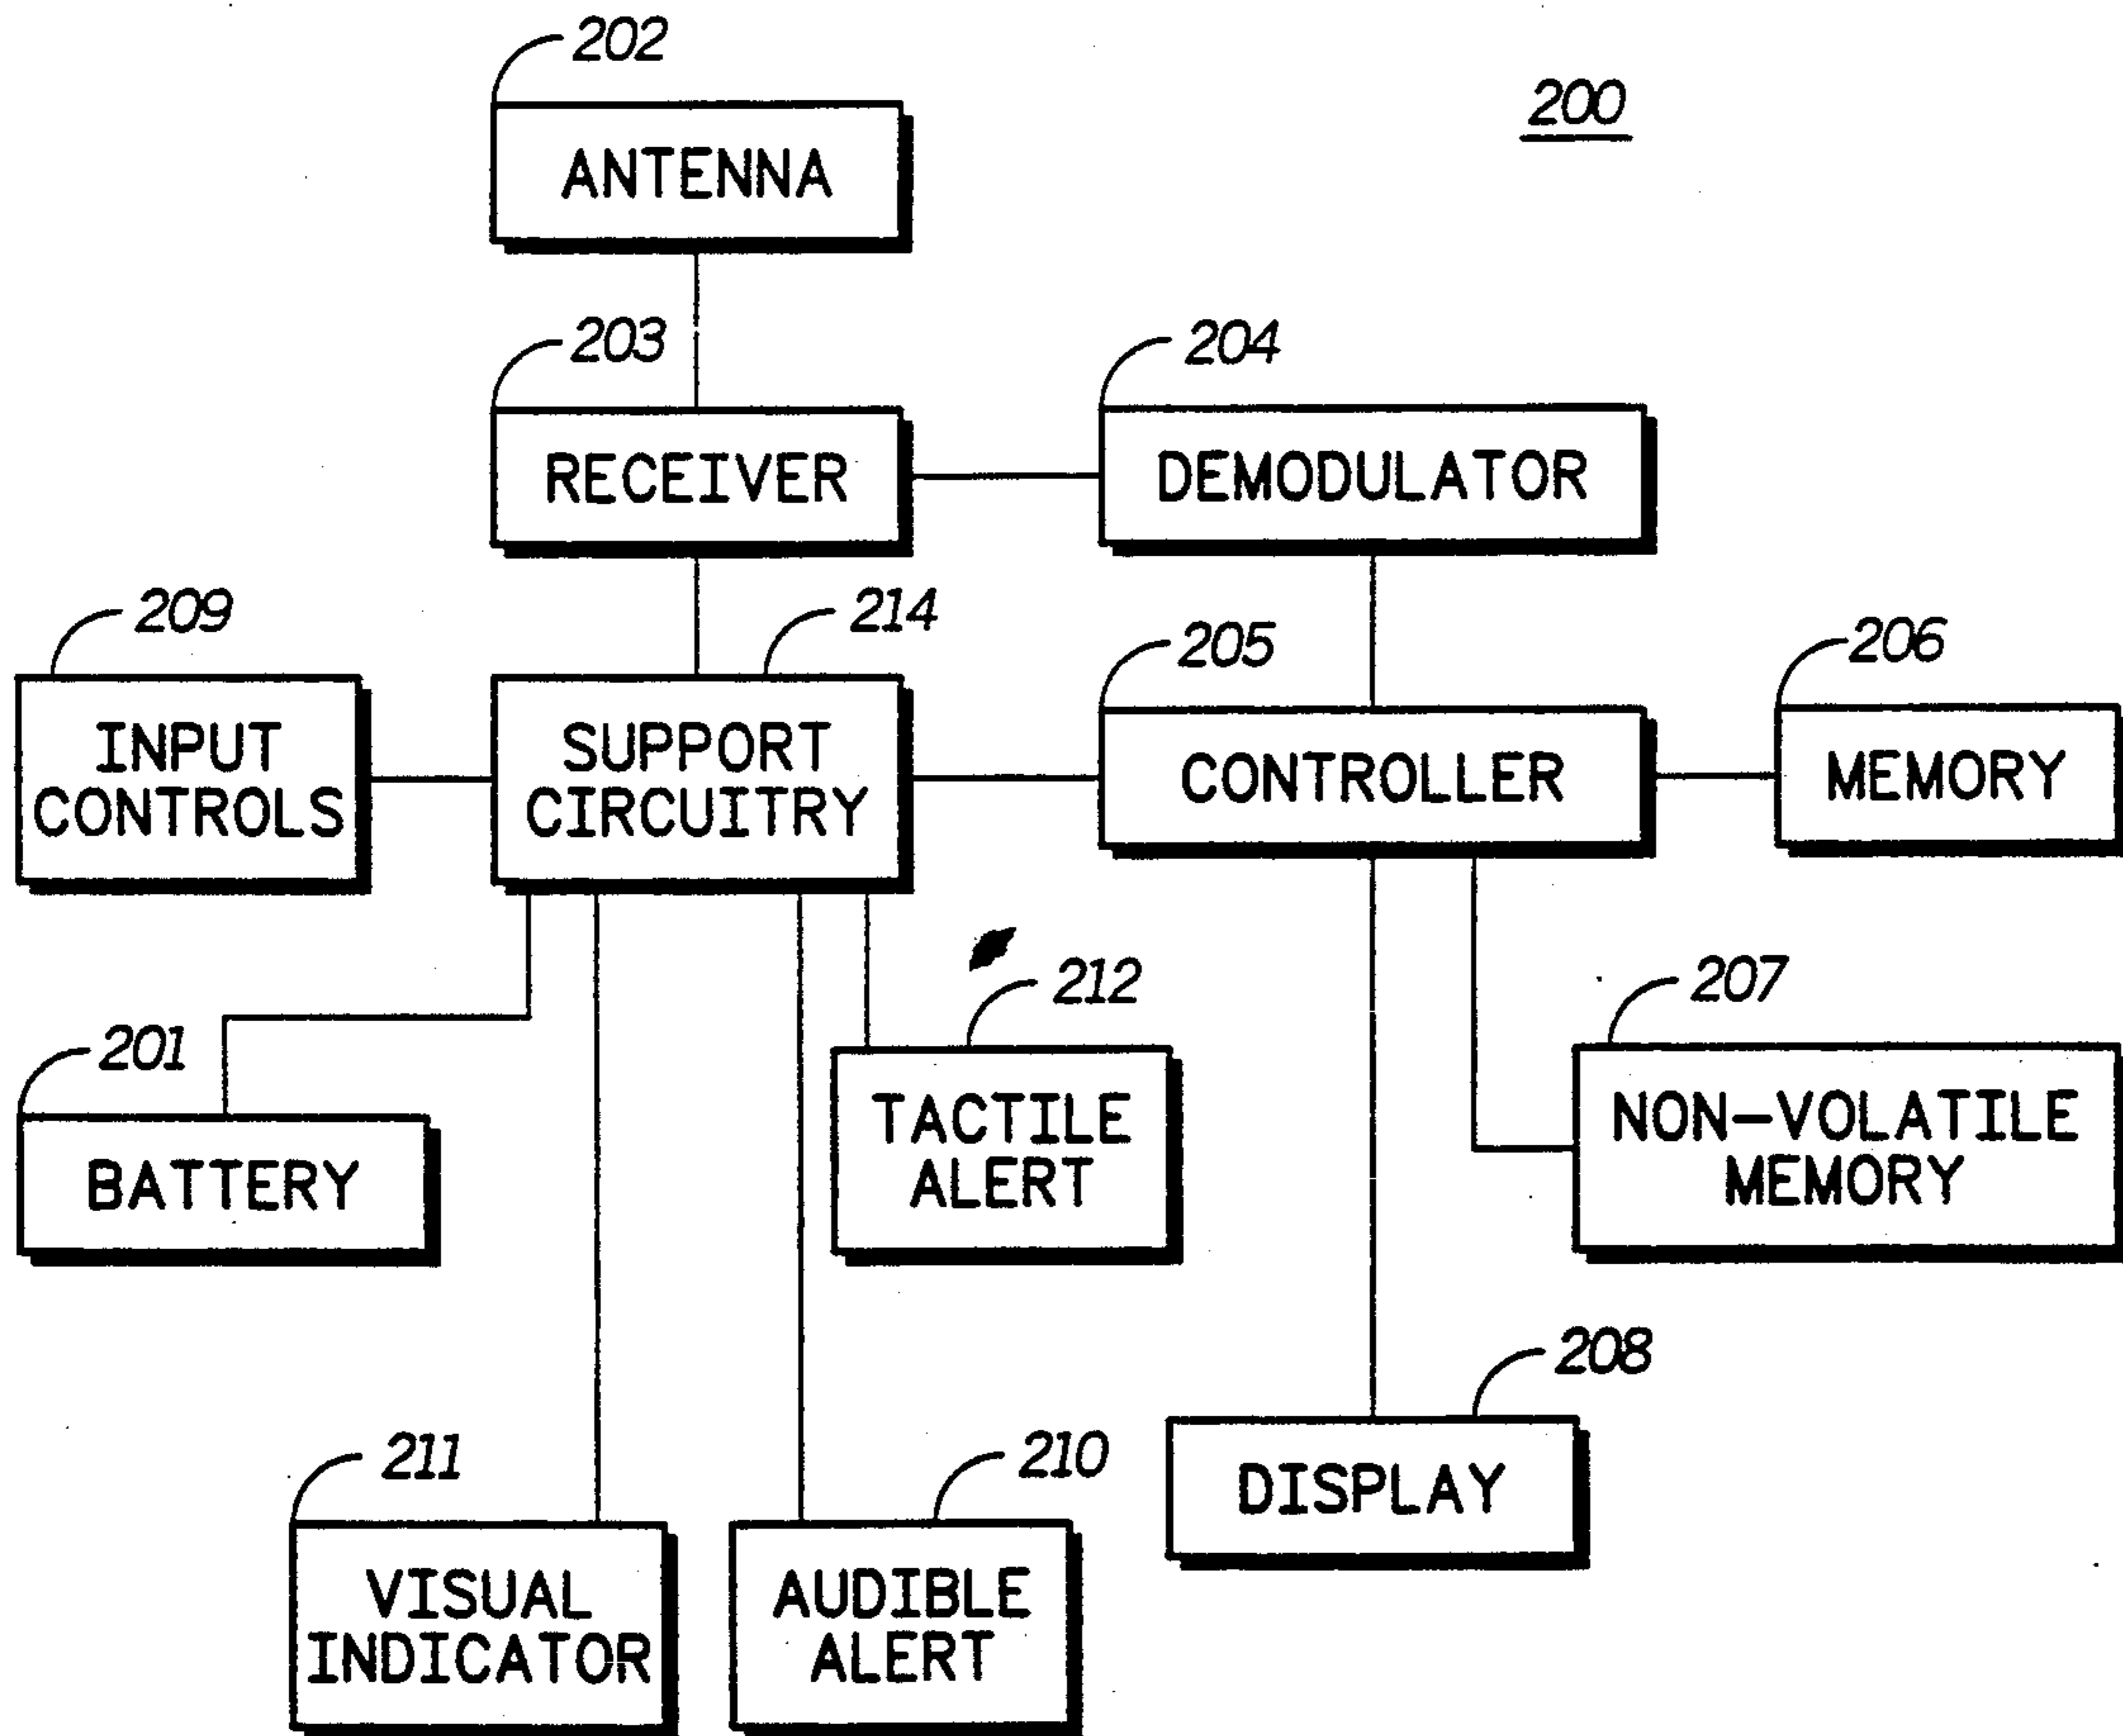 202
200
ANTENNA
203
204
RECEIVER
DEMODULATOR
209
214
205
206
INPUT
CONTROLS
SUPPORT
CIRCUITRY
CONTROLLER
MEMORY
212
207
201
TACTILE
ALERT
NON-VOLATILE
MEMORY
BATTERY
208
211
210
DISPLAY
VISUAL
INDICATOR
AUDIBLE
ALERT